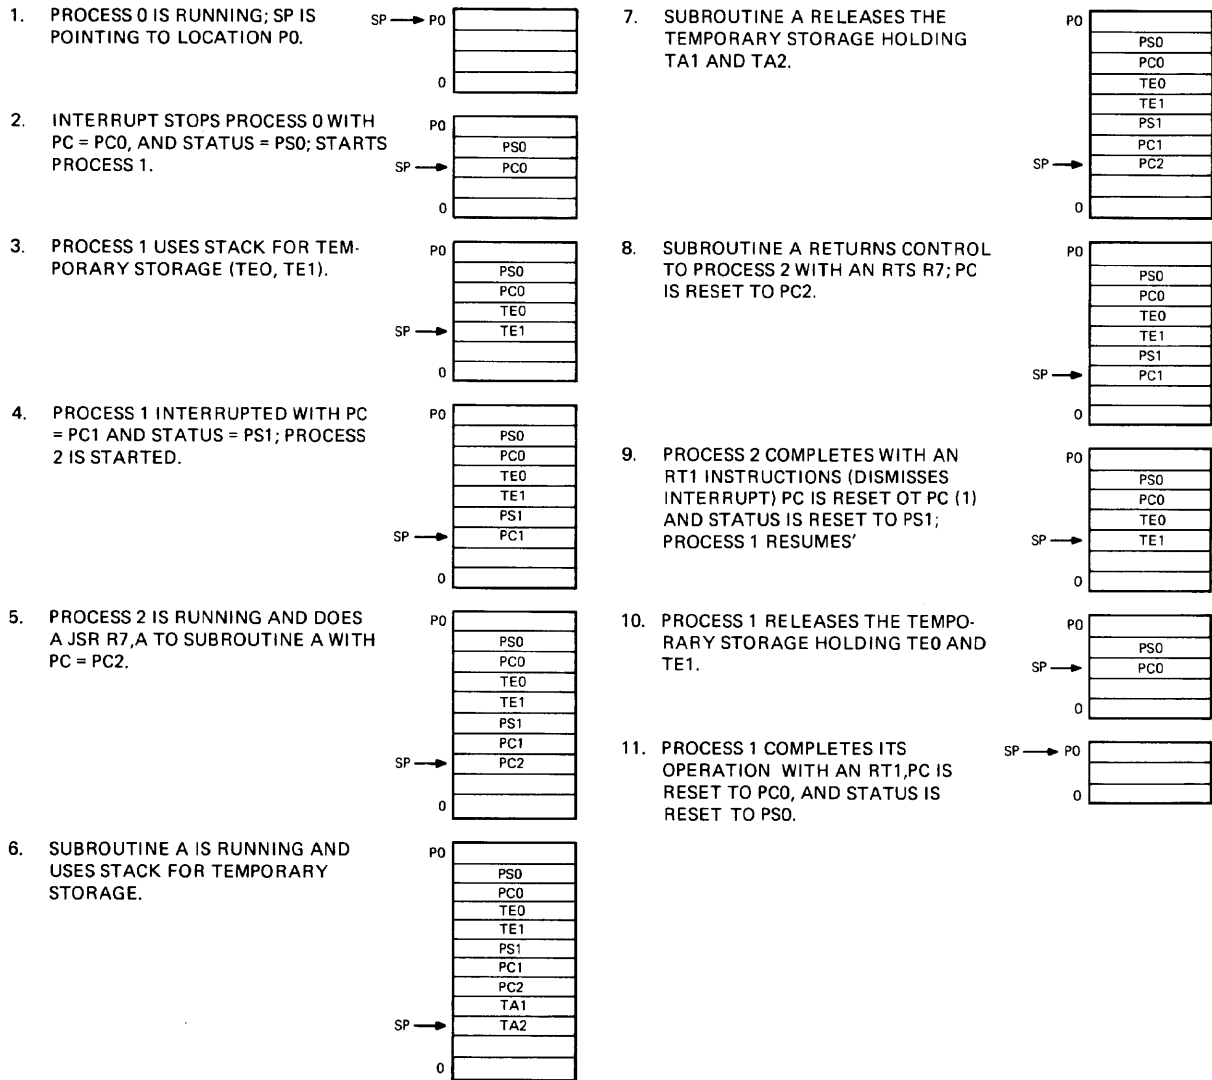 1. PROCESS 0 IS RUNNING; SP IS
POINTING TO LOCATION P0.
SP P0
0
2. INTERRUPT STOPS PROCESS 0 WITH
PC = PC0, AND STATUS = PS0; STARTS
PROCESS 1.
P0
PS0
SP PC0
0
3. PROCESS 1 USES STACK FOR TEM-
PORARY STORAGE (TE0, TE1).
P0
PS0
PC0
TE0
SP TE1
0
4. PROCESS 1 INTERRUPTED WITH PC
= PC1 AND STATUS = PS1; PROCESS
2 IS STARTED.
P0
PS0
PC0
TE0
TE1
PS1
SP PC1
0
5. PROCESS 2 IS RUNNING AND DOES
A JSR R7,A TO SUBROUTINE A WITH
PC = PC2.
P0
PS0
PC0
TE0
TE1
PS1
PC1
SP PC2
0
6. SUBROUTINE A IS RUNNING AND
USES STACK FOR TEMPORARY
STORAGE.
P0
PS0
PC0
TE0
TE1
PS1
PC1
PC2
TA1
SP TA2
0
7. SUBROUTINE A RELEASES THE
TEMPORARY STORAGE HOLDING
TA1 AND TA2.
P0
PS0
PC0
TE0
TE1
PS1
PC1
SP PC2
0
8. SUBROUTINE A RETURNS CONTROL
TO PROCESS 2 WITH AN RTS R7; PC
IS RESET TO PC2.
P0
PS0
PC0
TE0
TE1
PS1
SP PC1
0
9. PROCESS 2 COMPLETES WITH AN
RT1 INSTRUCTIONS (DISMISSES
INTERRUPT) PC IS RESET OT PC (1)
AND STATUS IS RESET TO PS1;
PROCESS 1 RESUMES'
P0
PS0
PC0
TE0
SP TE1
0
10. PROCESS 1 RELEASES THE TEMPO-
RARY STORAGE HOLDING TE0 AND
TE1.
P0
PS0
SP PC0
0
11. PROCESS 1 COMPLETES ITS
OPERATION WITH AN RT1,PC IS
RESET TO PC0, AND STATUS IS
RESET TO PS0.
SP P0
0